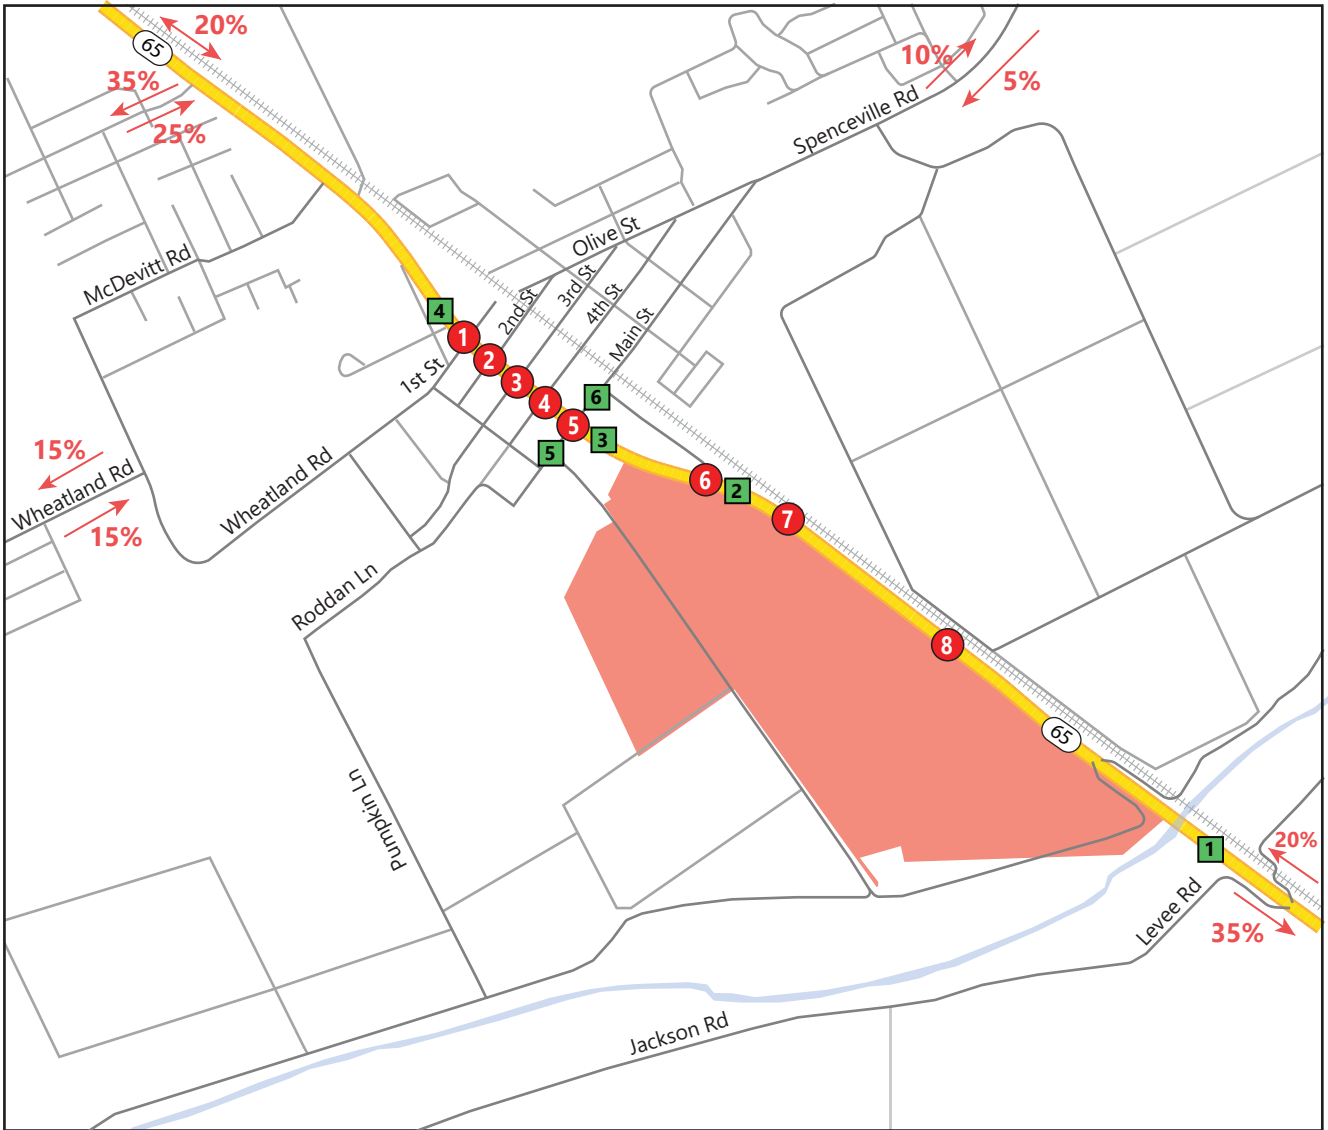 20%
65
35%
25%
10%
5%
Spenceville Rd
Olive St
McDevitt Rd
3rd St
2nd St
4th St
Main St
4
1
2
3
4
5
6
3
5
1st St
6
2
7
15%
Wheatland Rd
15%
Wheatland Rd
Roddan Ln
8
65
Pumpkin Ln
1
20%
35%
Levee Rd
Jackson Rd